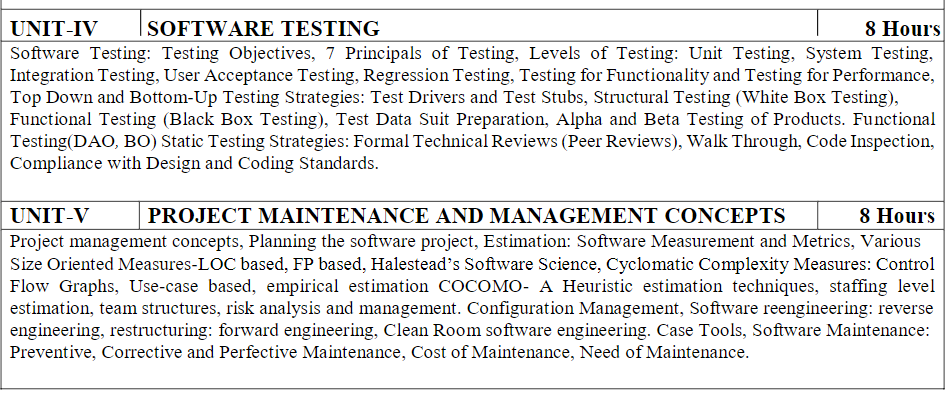 UNIT-IV SOFTWARE TESTING 8 Hours
Software Testing: Testing Objectives, 7 Principals of Testing, Levels of Testing: Unit Testing, System Testing,
Integration Testing, User Acceptance Testing, Regression Testing, Testing for Functionality and Testing for Performance,
Top Down and Bottom-Up Testing Strategies: Test Drivers and Test Stubs, Structural Testing (White Box Testing),
Functional Testing (Black Box Testing), Test Data Suit Preparation, Alpha and Beta Testing of Products. Functional
Testing(DAO, BO) Static Testing Strategies: Formal Technical Reviews (Peer Reviews), Walk Through, Code Inspection,
Compliance with Design and Coding Standards.
UNIT-V PROJECT MAINTENANCE AND MANAGEMENT CONCEPTS 8 Hours
Project management concepts, Planning the software project, Estimation: Software Measurement and Metrics, Various
Size Oriented Measures-LOC based, FP based, Halestead's Software Science, Cyclomatic Complexity Measures: Control
Flow Graphs, Use-case based, empirical estimation COCOMO- A Heuristic estimation techniques, staffing level
estimation, team structures, risk analysis and management. Configuration Management, Software reengineering: reverse
engineering, restructuring: forward engineering, Clean Room software engineering. Case Tools, Software Maintenance:
Preventive, Corrective and Perfective Maintenance, Cost of Maintenance, Need of Maintenance.